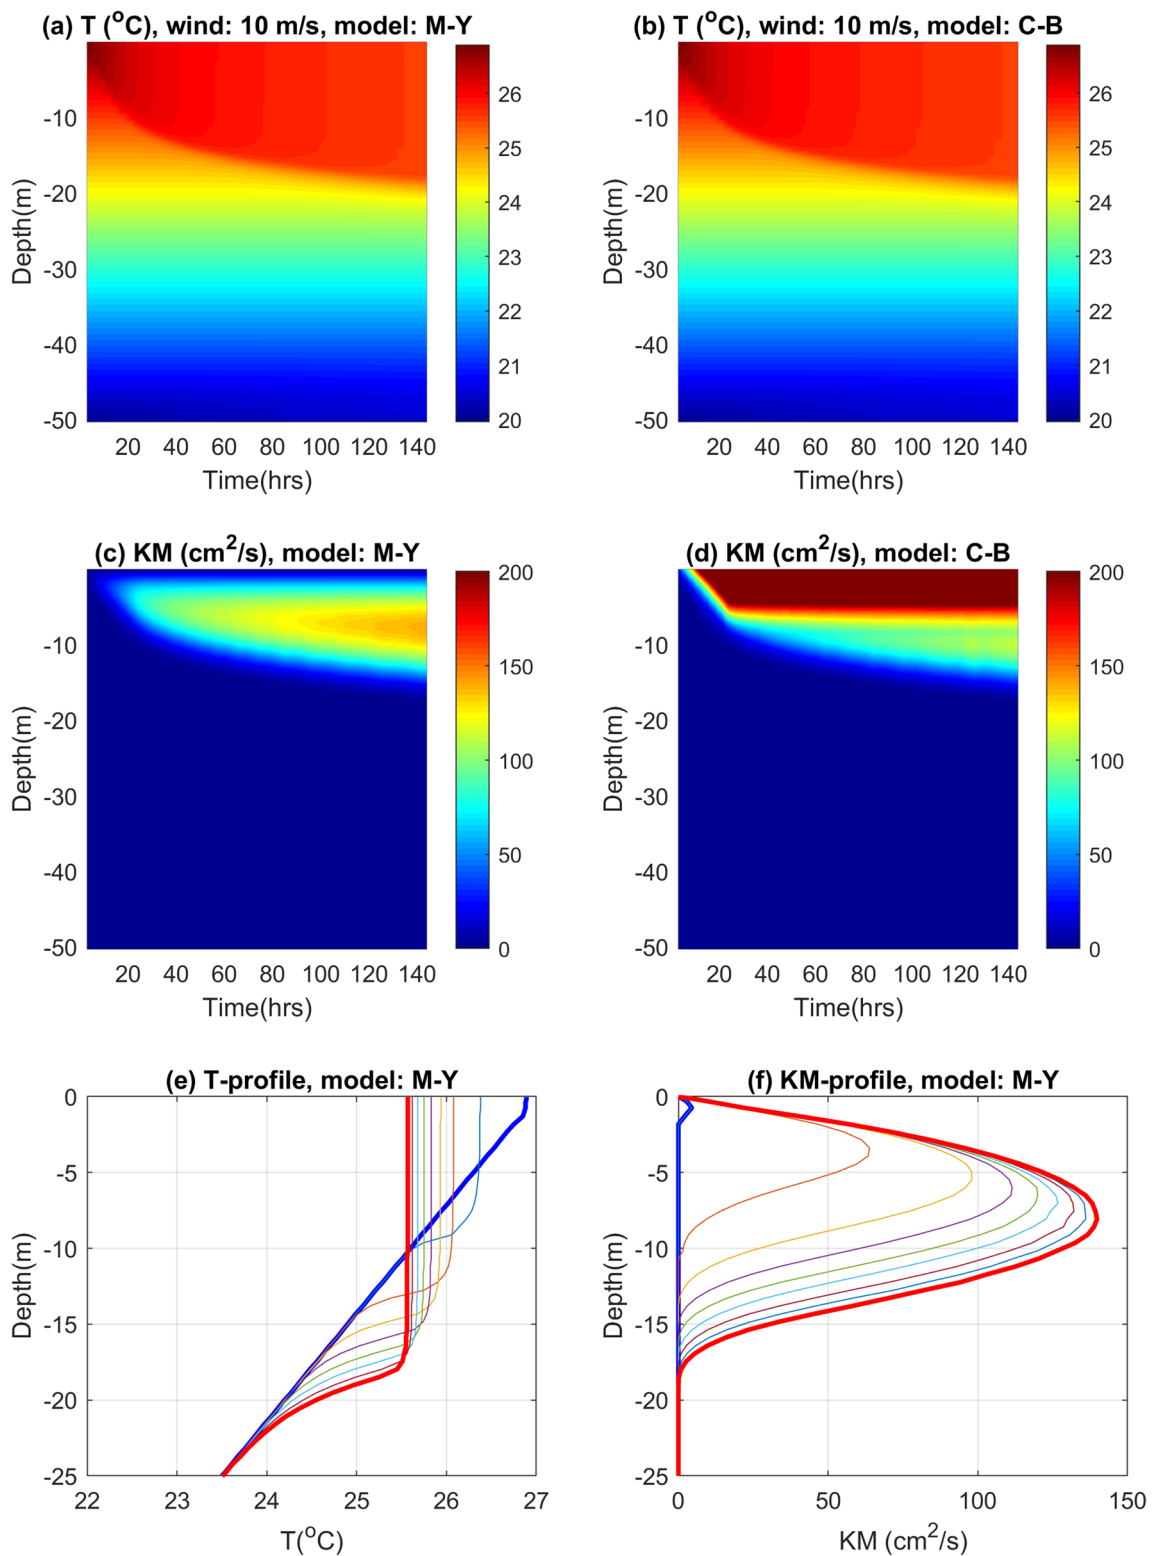 (a) T (°C), wind: 10 m/s, model: M-Y
(b) T (°C), wind: 10 m/s, model: C-B
Depth(m)
-10
-20
-30
-40
-50
20 40 60 80 100 120 140
Time(hrs)
26
25
24
23
22
21
20
Depth(m)
-10
-20
-30
-40
-50
20 40 60 80 100 120 140
Time(hrs)
26
25
24
23
22
21
20
(c) KM (cm²/s), model: M-Y
(d) KM (cm²/s), model: C-B
Depth(m)
-10
-20
-30
-40
-50
20 40 60 80 100 120 140
Time(hrs)
200
150
100
50
0
Depth(m)
-10
-20
-30
-40
-50
20 40 60 80 100 120 140
Time(hrs)
200
150
100
50
0
(e) T-profile, model: M-Y
(f) KM-profile, model: M-Y
Depth(m)
0
-5
-10
-15
-20
-25
22 23 24 25 26 27
T(°C)
Depth(m)
0
-5
-10
-15
-20
-25
0 50 100 150
KM (cm²/s)